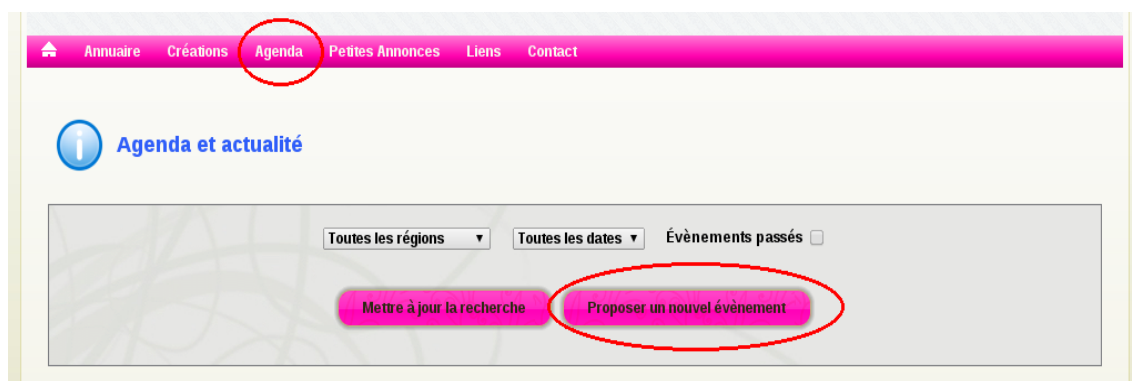 Annuaire Créations Agenda Petites Annonces Liens Contact
Agenda et actualité
Toutes les régions Toutes les dates Évènements passés
Mettre à jour la recherche Proposer un nouvel évènement